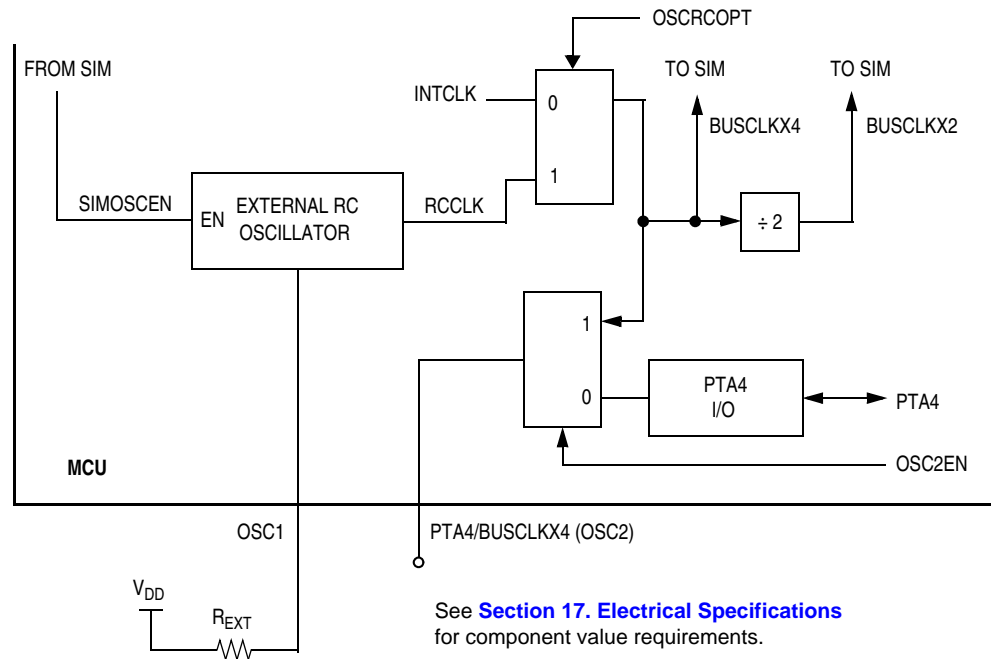 OSCRCOPT
FROM SIM
TO SIM
TO SIM
INTCLK
0
BUSCLKX4
BUSCLKX2
1
SIMOSCEN
EN
EXTERNAL RC
OSCILLATOR
RCCLK
÷ 2
1
0
PTA4
I/O
PTA4
MCU
OSC2EN
OSC1
PTA4/BUSCLKX4 (OSC2)
VDD
REXT
See Section 17. Electrical Specifications
for component value requirements.